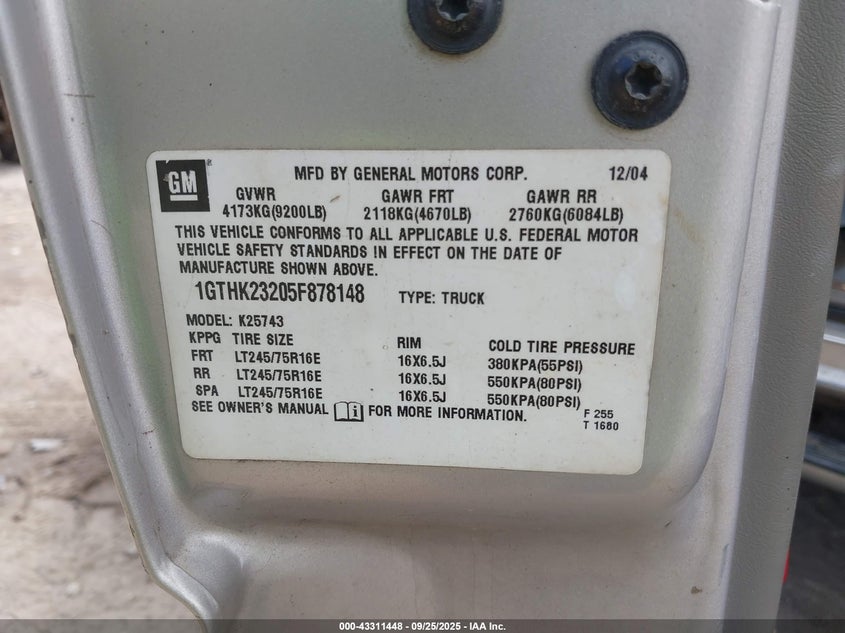 GM
MFD BY GENERAL MOTORS CORP. 12/04
GVWR GAWR FRT GAWR RR
4173KG(9200LB) 2118KG(4670LB) 2760KG(6084LB)
THIS VEHICLE CONFORMS TO ALL APPLICABLE U.S. FEDERAL MOTOR
VEHICLE SAFETY STANDARDS IN EFFECT ON THE DATE OF
MANUFACTURE SHOWN ABOVE.
1GTHK23205F878148 TYPE: TRUCK
MODEL: K25743
KPPG TIRE SIZE RIM COLD TIRE PRESSURE
FRT LT245/75R16E 16X6.5J 380KPA(55PSI)
RR LT245/75R16E 16X6.5J 550KPA(80PSI)
SPA LT245/75R16E 16X6.5J 550KPA(80PSI)
SEE OWNER'S MANUAL FOR MORE INFORMATION. F 255
T 1680
000-43311448 - 09/25/2025 - IAA Inc.